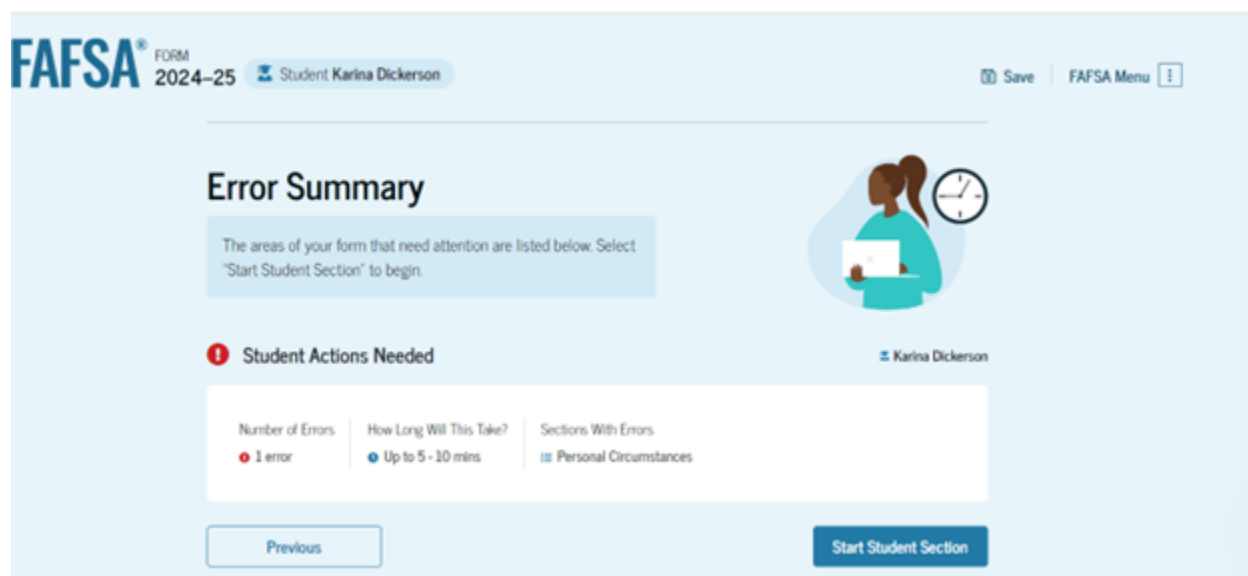 FAFSA® FORM
2024–25 Student Karina Dickerson Save FAFSA Menu
Error Summary
The areas of your form that need attention are listed below. Select
"Start Student Section" to begin.
Student Actions Needed Karina Dickerson
Number of Errors How Long Will This Take? Sections With Errors
1 error Up to 5 - 10 mins Personal Circumstances
Previous Start Student Section